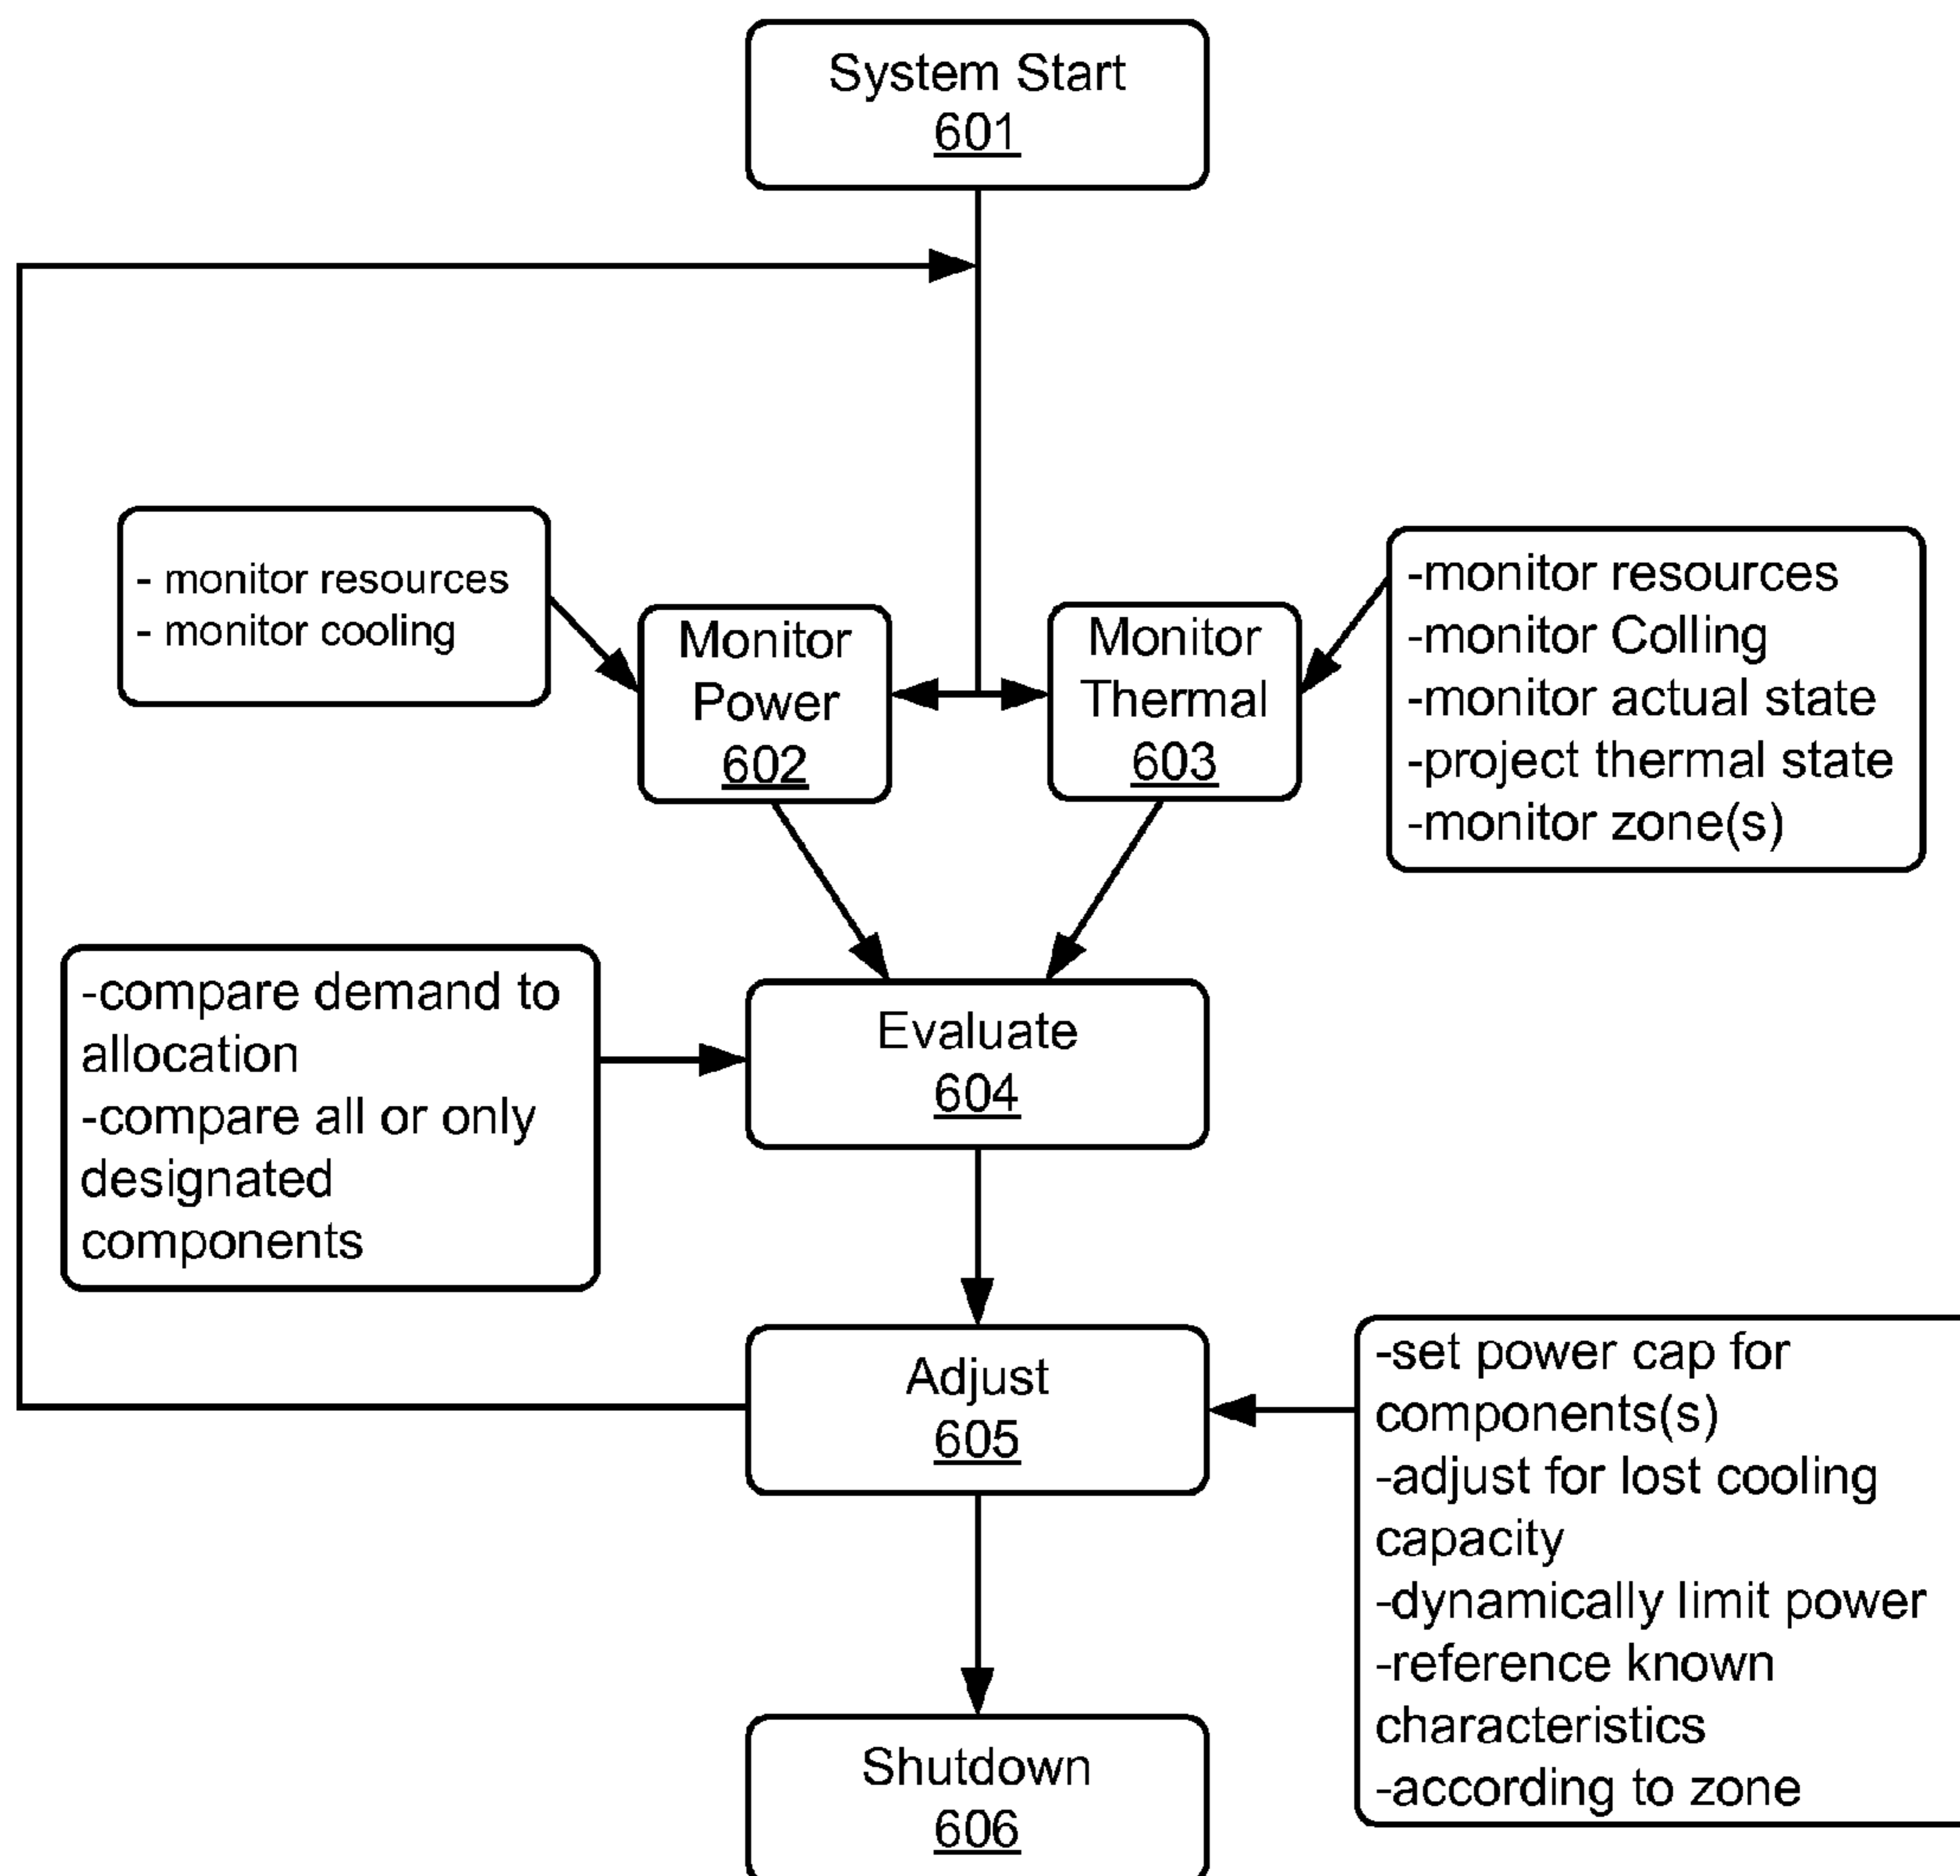 System Start
601
- monitor resources
- monitor cooling
Monitor
Power
602
Monitor
Thermal
603
-monitor resources
-monitor Colling
-monitor actual state
-project thermal state
-monitor zone(s)
-compare demand to
allocation
-compare all or only
designated
components
Evaluate
604
Adjust
605
-set power cap for
components(s)
-adjust for lost cooling
capacity
-dynamically limit power
-reference known
characteristics
-according to zone
Shutdown
606